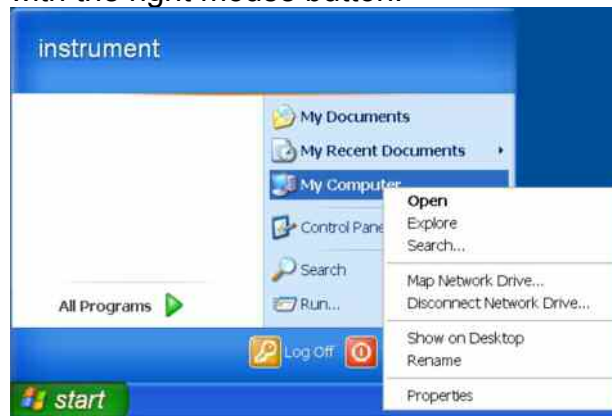 with the right mouse button.
instrument
My Documents
My Recent Documents
My Computer
Control Pane
Search
Run...
All Programs
Log Off
start
Open
Explore
Search...
Map Network Drive...
Disconnect Network Drive...
Show on Desktop
Rename
Properties